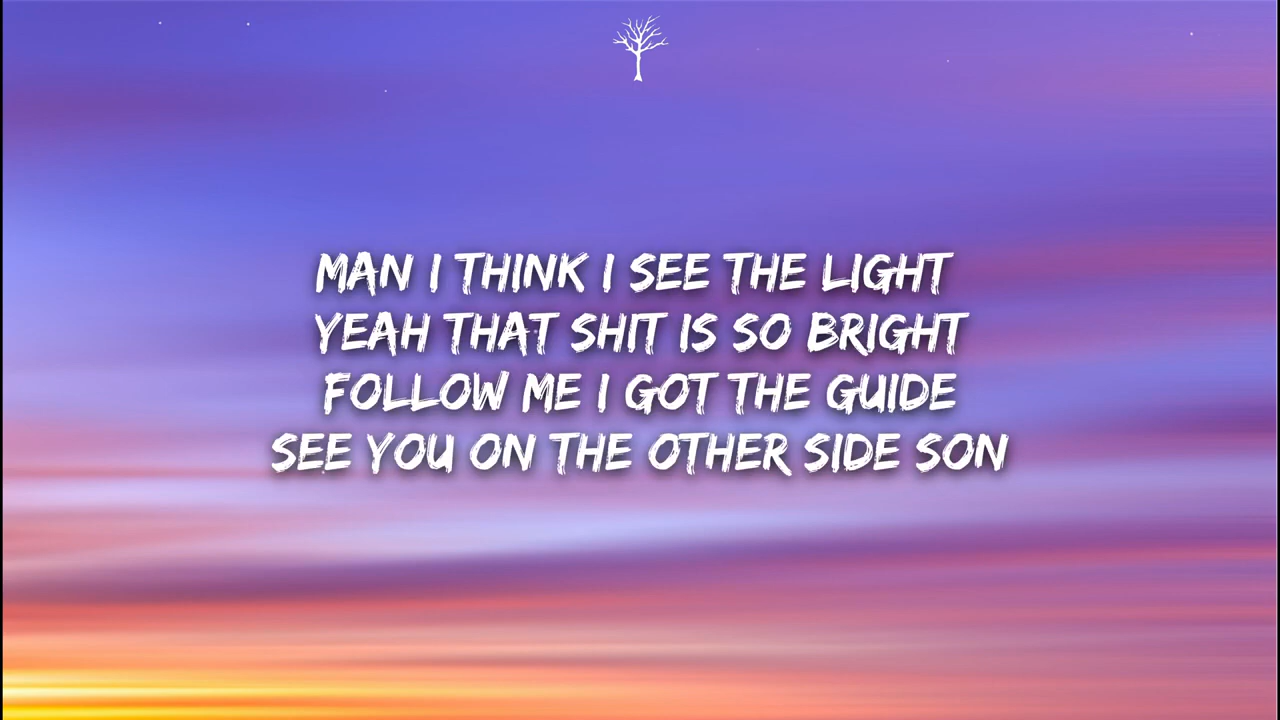 MAN I THINK I SEE THE LIGHT
YEAH THAT SHIT IS SO BRIGHT
FOLLOW ME I GOT THE GUIDE
SEE YOU ON THE OTHER SIDE SON